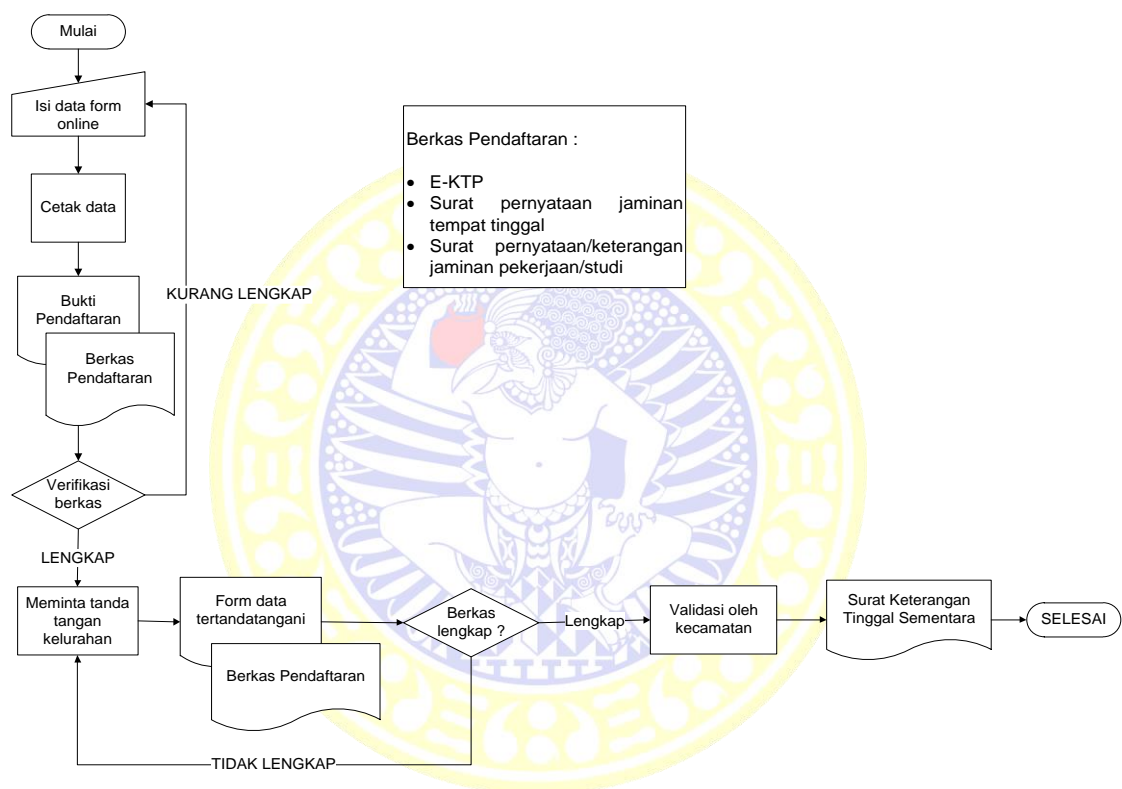 Mulai
Isi data form
online
Cetak data
Bukti
Pendaftaran
Berkas
Pendaftaran
KURANG LENGKAP
Verifikasi
berkas
LENGKAP
Berkas Pendaftaran :
• E-KTP
• Surat pernyataan jaminan
tempat tinggal
• Surat pernyataan/keterangan
jaminan pekerjaan/studi
Meminta tanda
tangan
kelurahan
Form data
tertandatangani
Berkas Pendaftaran
Berkas
lengkap ?
Lengkap
TIDAK LENGKAP
Validasi oleh
kecamatan
Surat Keterangan
Tinggal Sementara
SELESAI